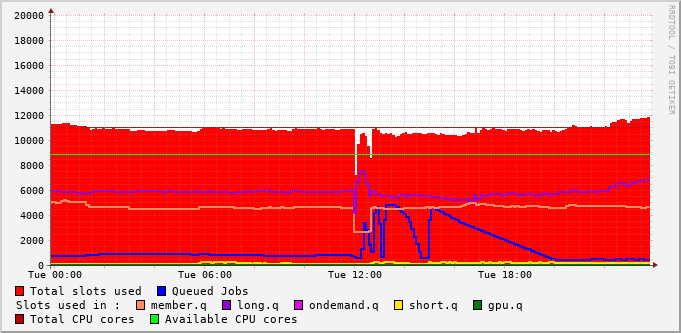 20000
18000
16000
14000
12000
10000
8000
6000
4000
2000
0
Tue 00:00 Tue 06:00 Tue 12:00 Tue 18:00
Total slots used Queued Jobs
Slots used in : member.q long.q ondemand.q short.q gpu.q
Total CPU cores Available CPU cores
RRDTOOL / TOBI OETIKER